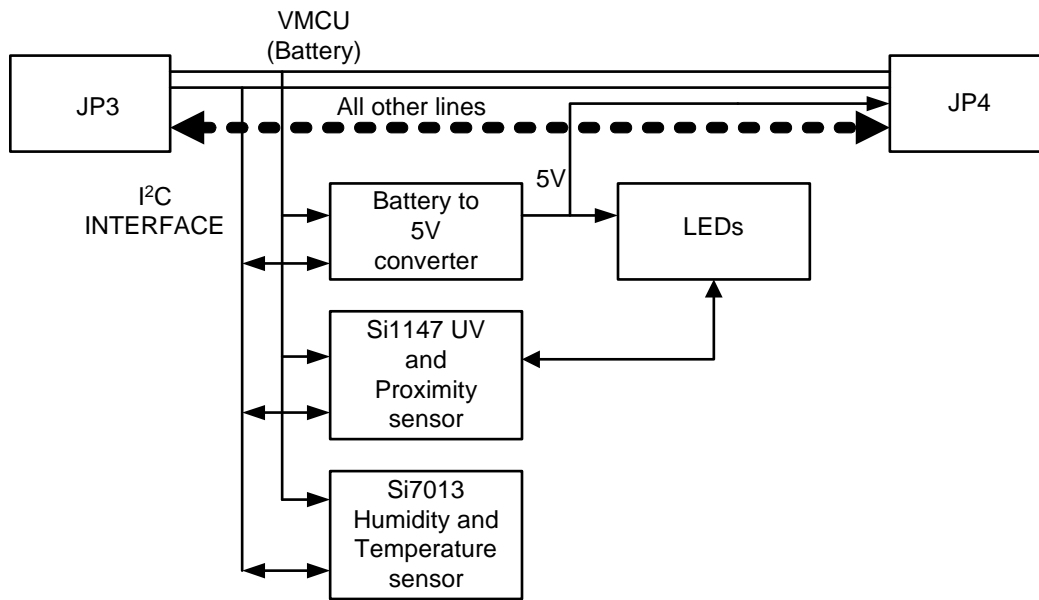 VMCU
(Battery)
JP3
JP4
All other lines
I²C
INTERFACE
5V
Battery to
5V
converter
LEDs
Si1147 UV
and
Proximity
sensor
Si7013
Humidity and
Temperature
sensor